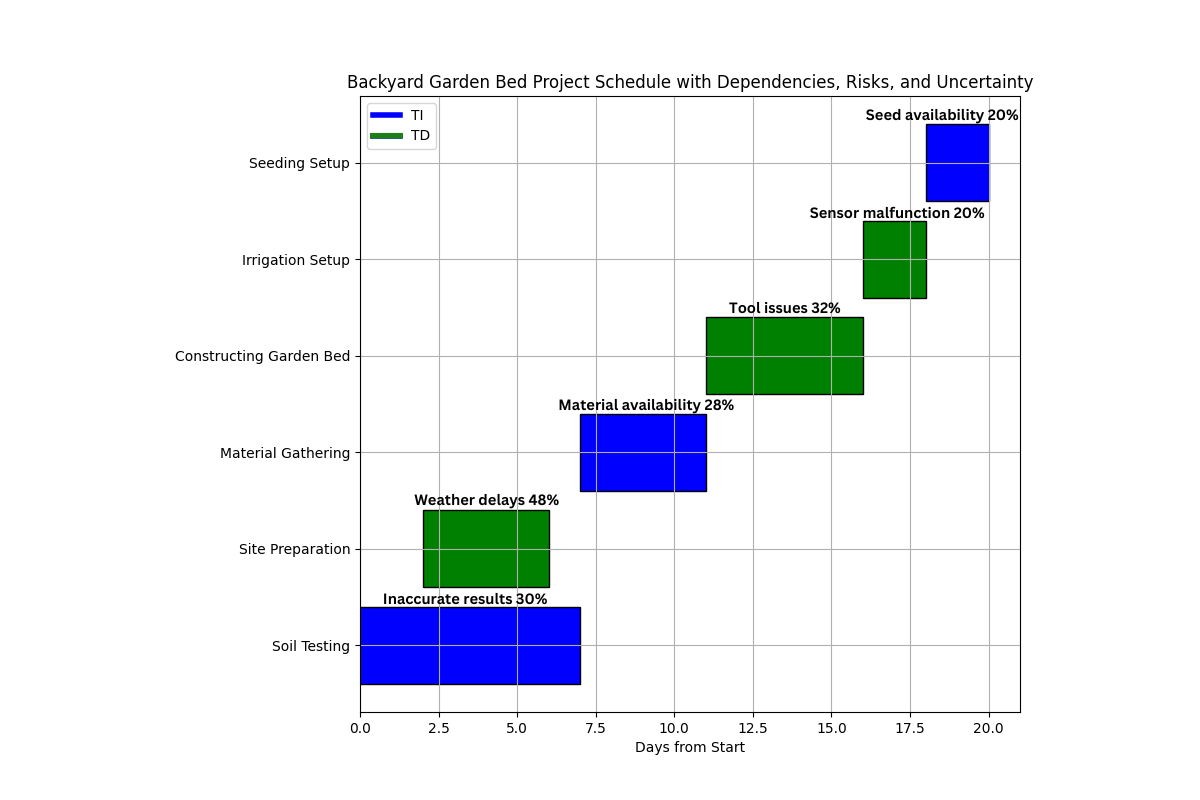 Backyard Garden Bed Project Schedule with Dependencies, Risks, and Uncertainty
TI
TD
Seed availability 20%
Seeding Setup
Sensor malfunction 20%
Irrigation Setup
Tool issues 32%
Constructing Garden Bed
Material availability 28%
Material Gathering
Weather delays 48%
Site Preparation
Inaccurate results 30%
Soil Testing
0.0 2.5 5.0 7.5 10.0 12.5 15.0 17.5 20.0
Days from Start